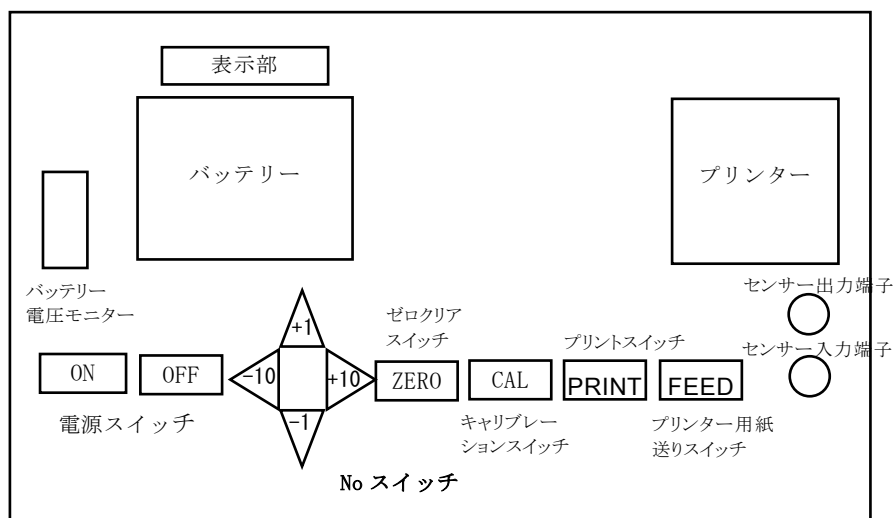 表示部
バッテリー
プリンター
バッテリー
電圧モニター
センサー出力端子
センサー入力端子
ゼロクリア
スイッチ
プリントスイッチ
+1
ON
OFF
-10
+10
ZERO
CAL
PRINT
FEED
-1
電源スイッチ
キャリブレー
ションスイッチ
プリンター用紙
送りスイッチ
No スイッチ